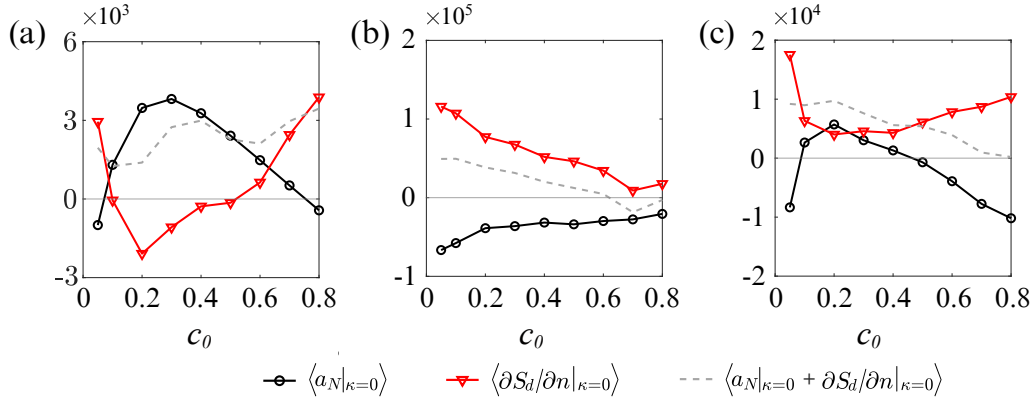 ×10³ ×10⁵ ×10⁴
(a) (b) (c)
6 2 2
3 1 1
0 0 0
-3 -1 -1
-2
0 0.2 0.4 0.6 0.8 0 0.2 0.4 0.6 0.8 0 0.2 0.4 0.6 0.8
c₀ c₀ c₀
⟨a_N|_κ=0⟩ ⟨∂S_d/∂n|_κ=0⟩ ⟨a_N|_κ=0 + ∂S_d/∂n|_κ=0⟩